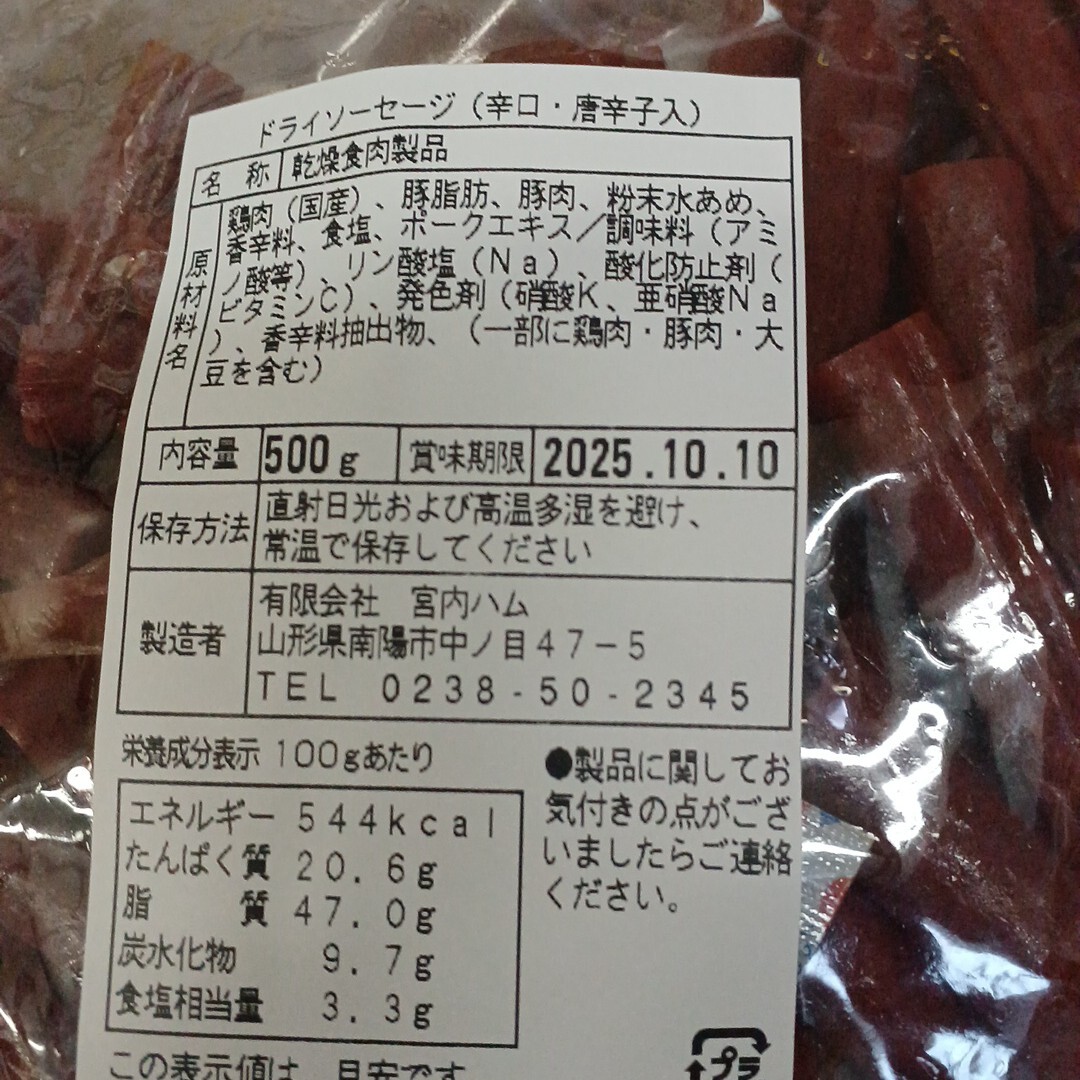 ドライソーセージ（辛口・唐辛子入）
名 称 乾燥食肉製品
原材料名
鶏肉（国産）、豚脂肪、豚肉、粉末水あめ、
香辛料、食塩、ポークエキス／調味料（アミ
ノ酸等）、リン酸塩（Ｎａ）、酸化防止剤（
ビタミンＣ）、発色剤（硝酸Ｋ、亜硝酸Ｎａ
）、香辛料抽出物、（一部に鶏肉・豚肉・大
豆を含む）
内容量 500ｇ 賞味期限 2025.10.10
保存方法
直射日光および高温多湿を避け、
常温で保存してください
製造者
有限会社 宮内ハム
山形県南陽市中ノ目４７－５
ＴＥＬ ０２３８-５０-２３４５
栄養成分表示 １００ｇあたり
エネルギー ５４４ｋｃａｌ
たんぱく質 ２０．６ｇ
脂質 ４７．０ｇ
炭水化物 ９．７ｇ
食塩相当量 ３．３ｇ
この表示値は、目安です
●製品に関してお
気付きの点がござ
いましたらご連絡
ください。
プラ